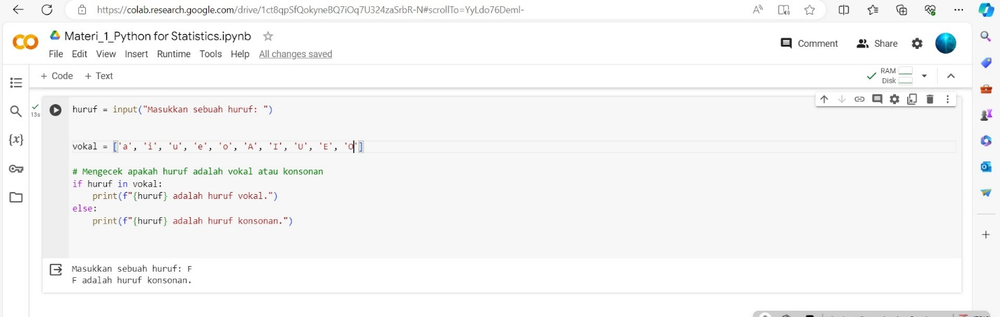 https://colab.research.google.com/drive/1ct8qpSfQokyneBQ7iOq7U324zaSrbR-N#scrollTo=YyLdo76Deml-
Materi_1_Python for Statistics.ipynb
Comment Share
File Edit View Insert Runtime Tools Help All changes saved
+ Code + Text
RAM
Disk
13s
huruf = input("Masukkan sebuah huruf: ")
vokal = ['a', 'i', 'u', 'e', 'o', 'A', 'I', 'U', 'E', 'O']
# Mengecek apakah huruf adalah vokal atau konsonan
if huruf in vokal:
    print(f"{huruf} adalah huruf vokal.")
else:
    print(f"{huruf} adalah huruf konsonan.")
Masukkan sebuah huruf: F
F adalah huruf konsonan.